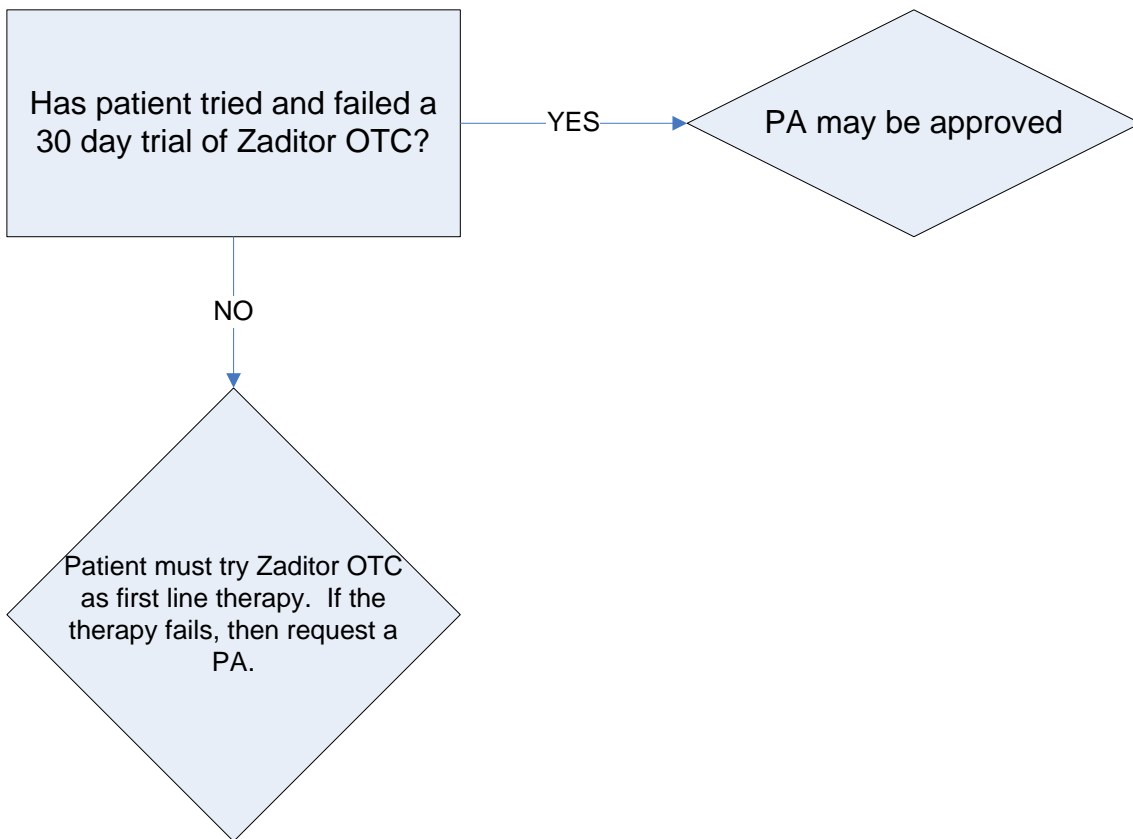 Has patient tried and failed a
30 day trial of Zaditor OTC?
YES
PA may be approved
NO
Patient must try Zaditor OTC
as first line therapy.  If the
therapy fails, then request a
PA.